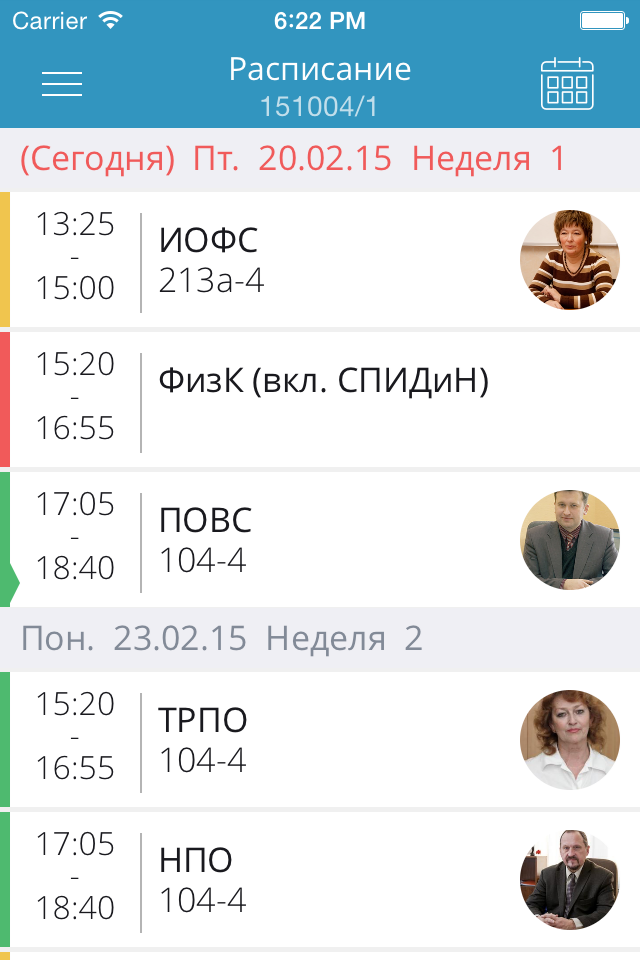 Carrier 6:22 PM
Расписание
151004/1
(Сегодня) Пт. 20.02.15 Неделя 1
13:25
-
15:00
ИОФС
213а-4
15:20
-
16:55
ФизК (вкл. СПИДиН)
17:05
-
18:40
ПОВС
104-4
Пон. 23.02.15 Неделя 2
15:20
-
16:55
ТРПО
104-4
17:05
-
18:40
НПО
104-4